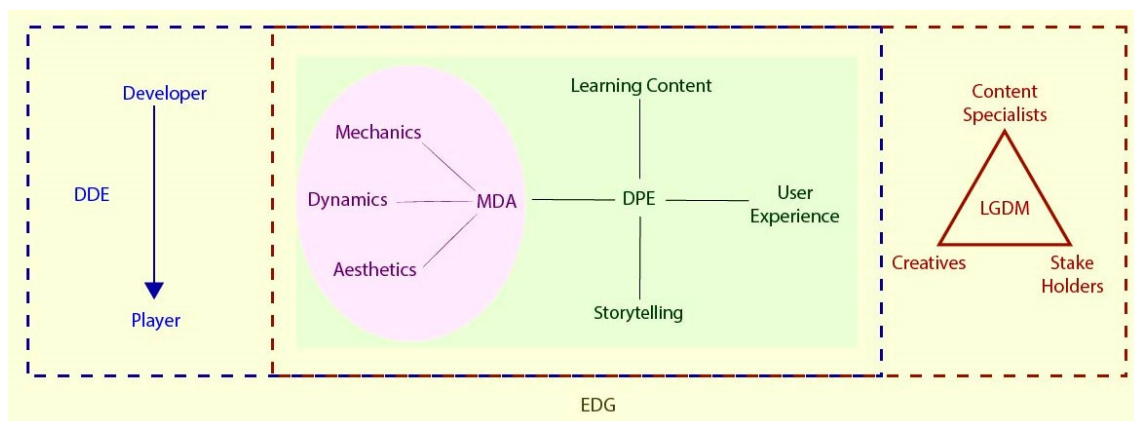 Developer
DDE
Player
Mechanics
Dynamics
Aesthetics
MDA
Learning Content
DPE
User
Experience
Storytelling
Content
Specialists
LGDM
Creatives
Stake
Holders
EDG